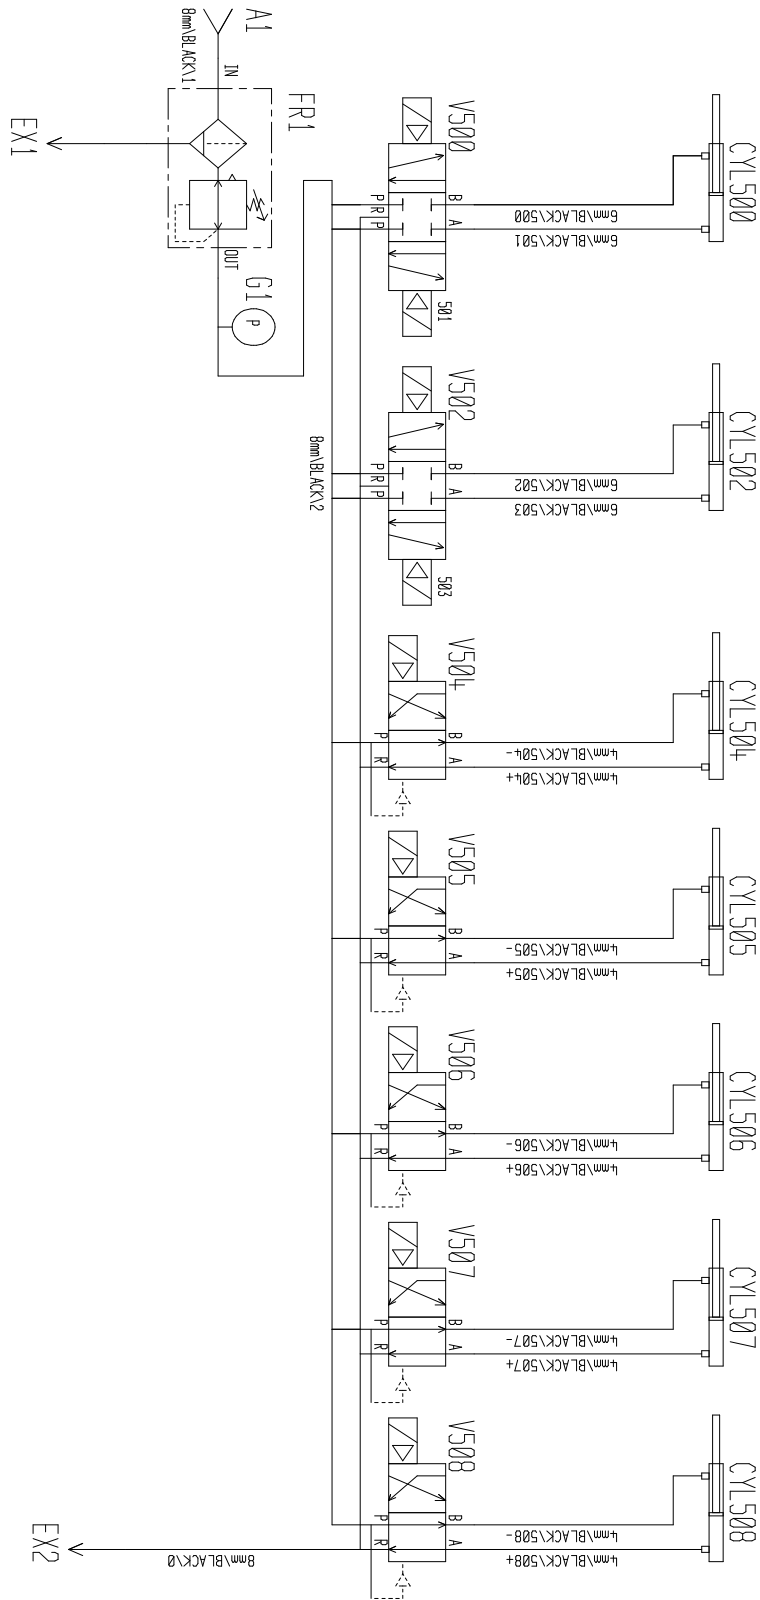 CYL500
CYL502
CYL504
CYL505
CYL506
CYL507
CYL508
6mm\BLACK\500
6mm\BLACK\501
6mm\BLACK\502
6mm\BLACK\503
4mm\BLACK\504-
4mm\BLACK\504+
4mm\BLACK\505-
4mm\BLACK\505+
4mm\BLACK\506-
4mm\BLACK\506+
4mm\BLACK\507-
4mm\BLACK\507+
4mm\BLACK\508-
4mm\BLACK\508+
V500
B A
501
P R P
V502
B A
503
P R P
V504
B A
P R
V505
B A
P R
V506
B A
P R
V507
B A
P R
V508
B A
P R
8mm\BLACK\2
A1
IN
8mm\BLACK\1
FR1
OUT
G1
P
EX1
8mm\BLACK\0
EX2